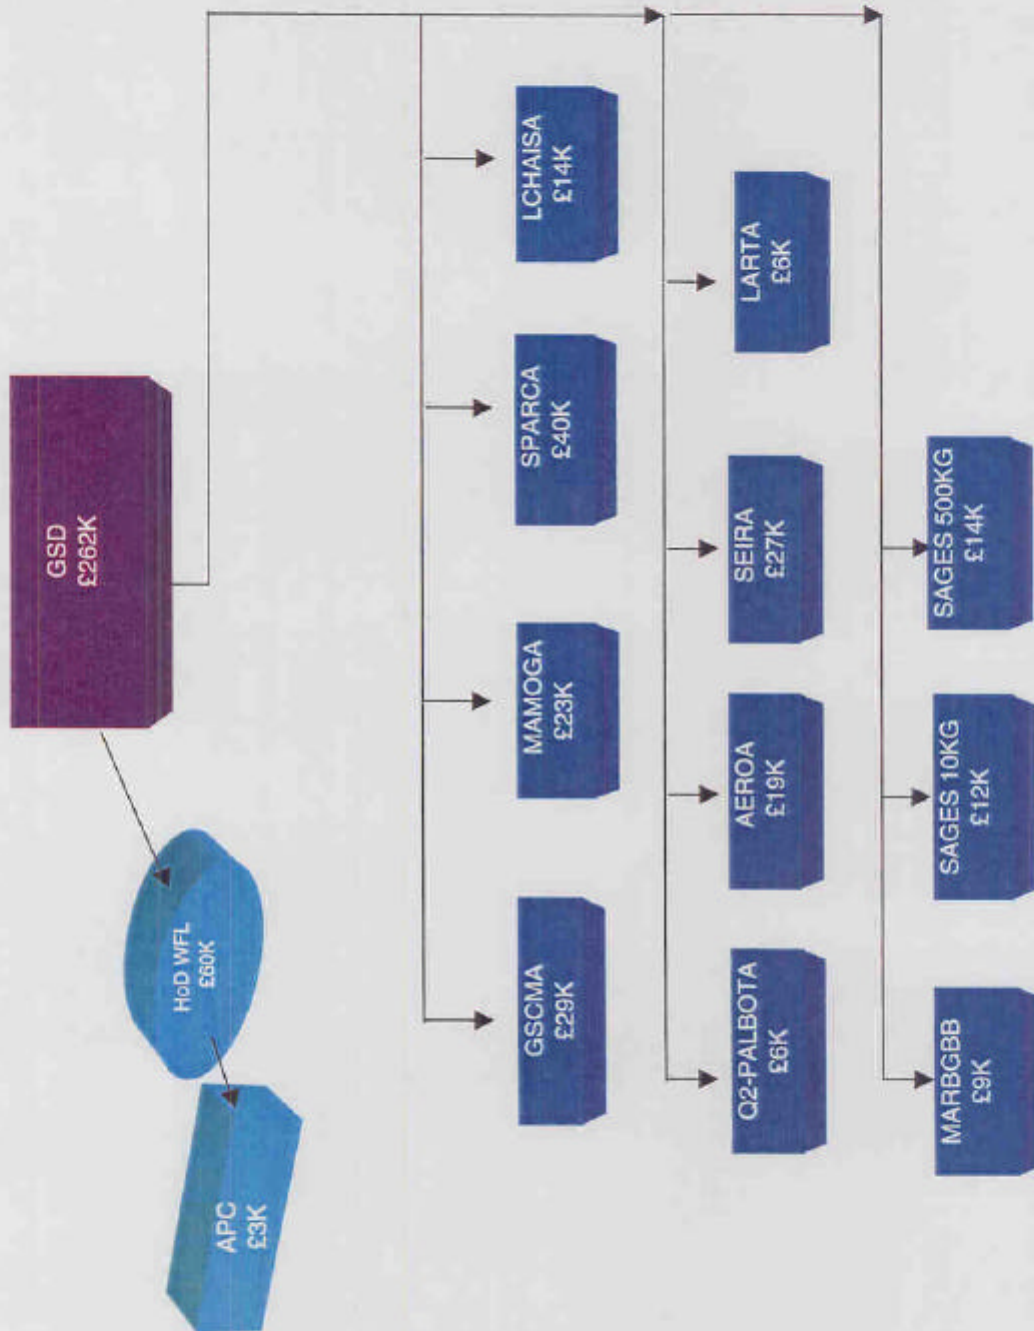 GSD
£262K
HoD WFL
£60K
APC
£3K
GSCMA
£29K
MAMOGA
£23K
SPARCA
£40K
LCHAISA
£14K
Q2-PALBOTA
£6K
AEROA
£19K
SEIRA
£27K
LARTA
£6K
MARBGBB
£9K
SAGES 10KG
£12K
SAGES 500KG
£14K